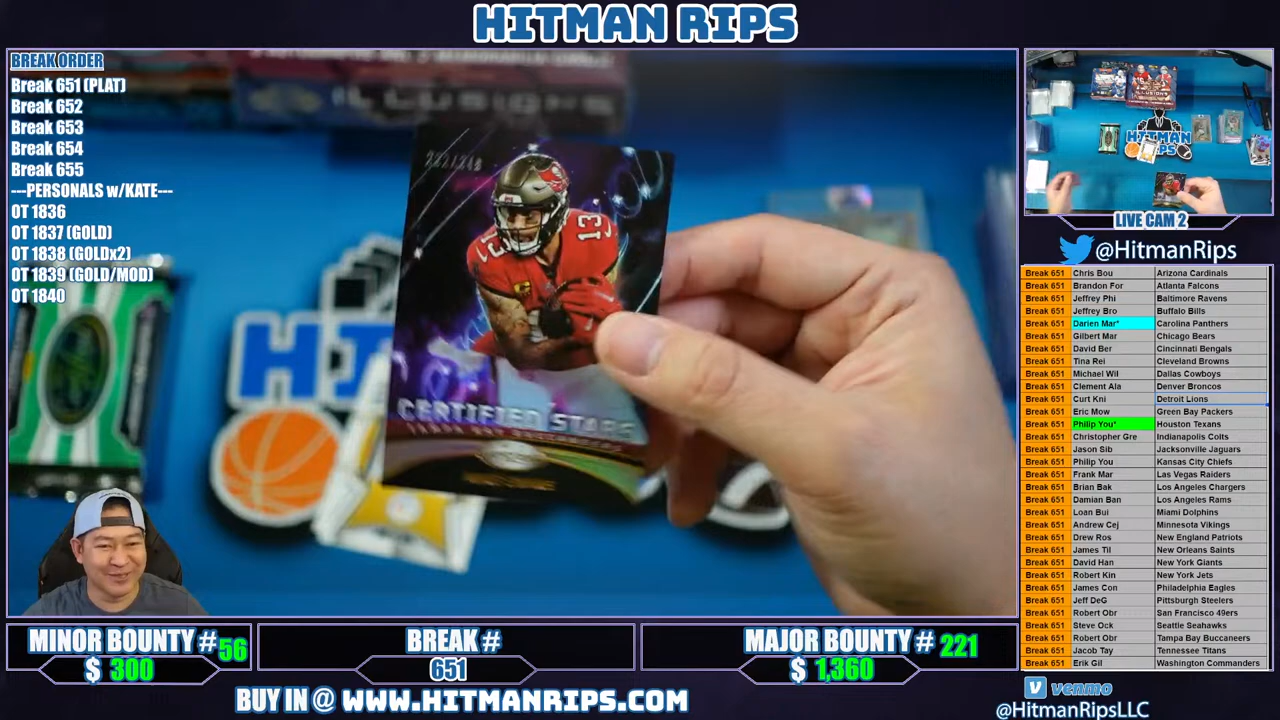 HITMAN RIPS
BREAK ORDER
Break 651 (PLAT)
Break 652
Break 653
Break 654
Break 655
---PERSONALS w/KATE---
OT 1836
OT 1837 (GOLD)
OT 1838 (GOLDx2)
OT 1839 (GOLD/MOD)
OT 1840
ILLUSIONS
13
13
CERTIFIED STARS
HI
HITMAN
RIPS
LIVE CAM 2
@HitmanRips
Break 651 Chris Bou Arizona Cardinals
Break 651 Brandon For Atlanta Falcons
Break 651 Jeffrey Phi Baltimore Ravens
Break 651 Jeffrey Bro Buffalo Bills
Break 651 Darien Mar* Carolina Panthers
Break 651 Gilbert Mar Chicago Bears
Break 651 David Ber Cincinnati Bengals
Break 651 Tina Rei Cleveland Browns
Break 651 Michael Wil Dallas Cowboys
Break 651 Clement Ala Denver Broncos
Break 651 Curt Kni Detroit Lions
Break 651 Eric Mow Green Bay Packers
Break 651 Philip You* Houston Texans
Break 651 Christopher Gre Indianapolis Colts
Break 651 Jason Sib Jacksonville Jaguars
Break 651 Philip You Kansas City Chiefs
Break 651 Frank Mar Las Vegas Raiders
Break 651 Brian Bak Los Angeles Chargers
Break 651 Damian Ban Los Angeles Rams
Break 651 Loan Bui Miami Dolphins
Break 651 Andrew Cej Minnesota Vikings
Break 651 Drew Ros New England Patriots
Break 651 James Til New Orleans Saints
Break 651 David Han New York Giants
Break 651 Robert Kin New York Jets
Break 651 James Con Philadelphia Eagles
Break 651 Jeff DeG Pittsburgh Steelers
Break 651 Robert Obr San Francisco 49ers
Break 651 Steve Ock Seattle Seahawks
Break 651 Robert Obr Tampa Bay Buccaneers
Break 651 Jacob Tay Tennessee Titans
Break 651 Erik Gil Washington Commanders
MINOR BOUNTY # 56
$ 300
BREAK #
651
MAJOR BOUNTY # 221
$ 1,360
BUY IN @ WWW.HITMANRIPS.COM
venmo
@HitmanRipsLLC